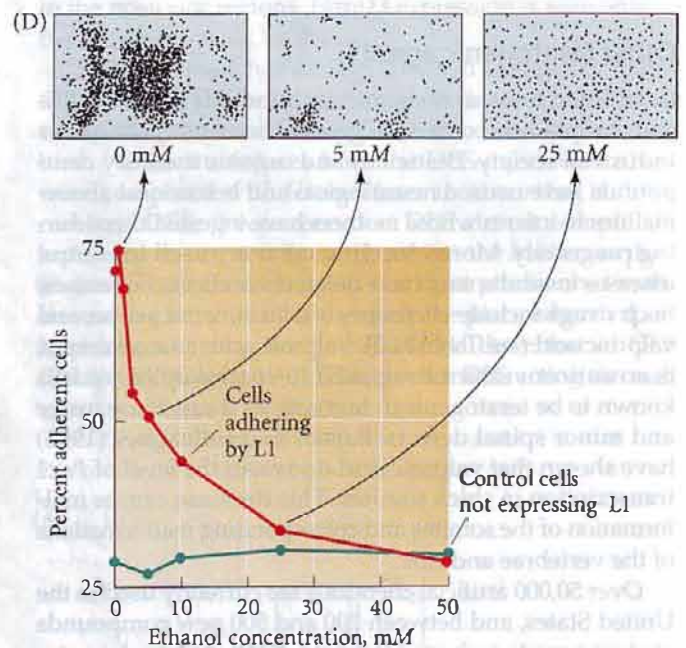 (D)
0 mM
5 mM
25 mM
75
50
25
Percent adherent cells
Cells
adhering
by L1
Control cells
not expressing L1
0 10 20 30 40 50
Ethanol concentration, mM